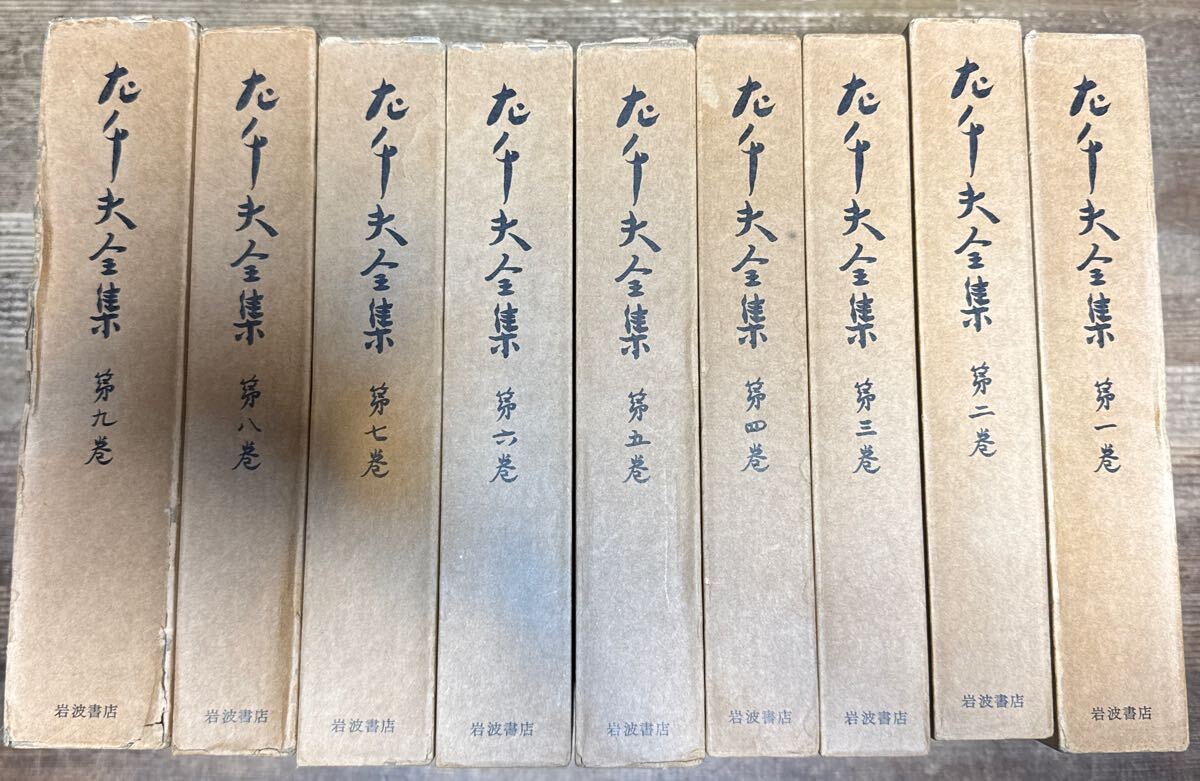 左千夫全集 第一巻
岩波書店
左千夫全集 第二巻
岩波書店
左千夫全集 第三巻
岩波書店
左千夫全集 第四巻
岩波書店
左千夫全集 第五巻
岩波書店
左千夫全集 第六巻
岩波書店
左千夫全集 第七巻
岩波書店
左千夫全集 第八巻
岩波書店
左千夫全集 第九巻
岩波書店